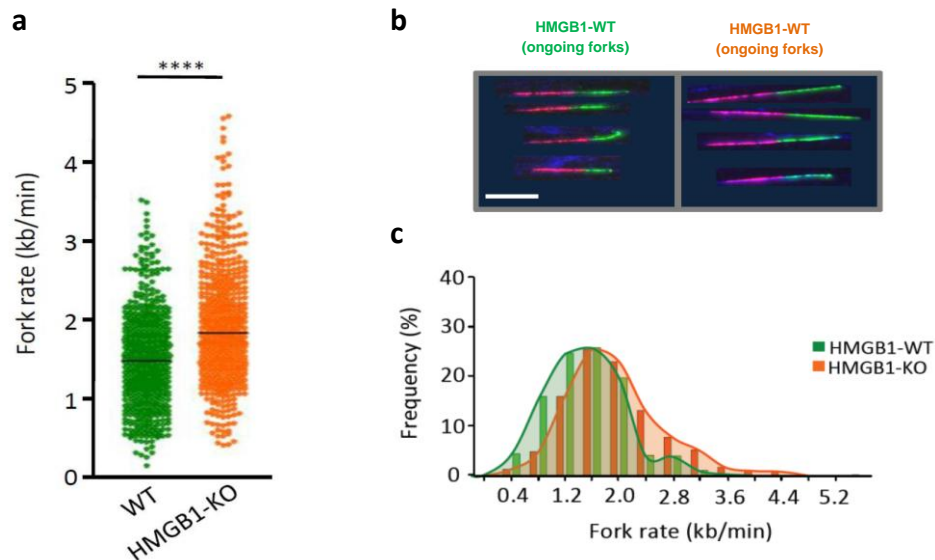 a
****
5
4
3
2
1
0
Fork rate (kb/min)
WT
HMGB1-KO
b
HMGB1-WT
(ongoing forks)
HMGB1-WT
(ongoing forks)
c
40
30
20
10
0
Frequency (%)
HMGB1-WT
HMGB1-KO
0.4 1.2 2.0 2.8 3.6 4.4 5.2
Fork rate (kb/min)